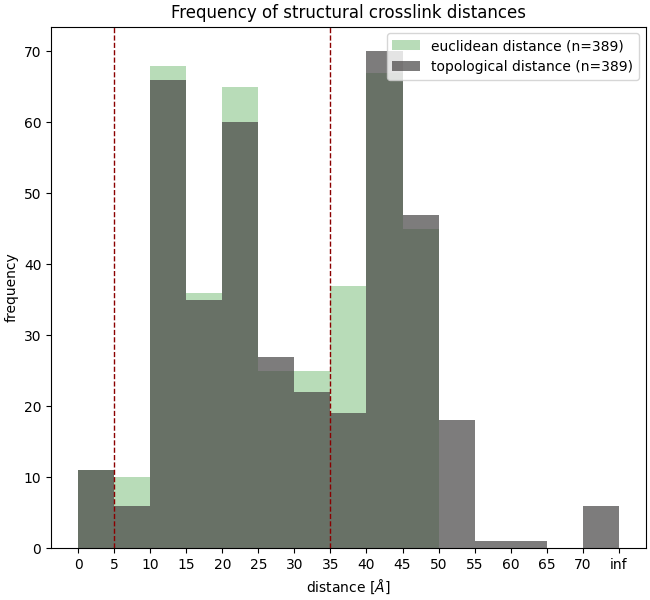 Frequency of structural crosslink distances
euclidean distance (n=389)
topological distance (n=389)
70
60
50
40
30
20
10
0
frequency
0 5 10 15 20 25 30 35 40 45 50 55 60 65 70 inf
distance [Å]